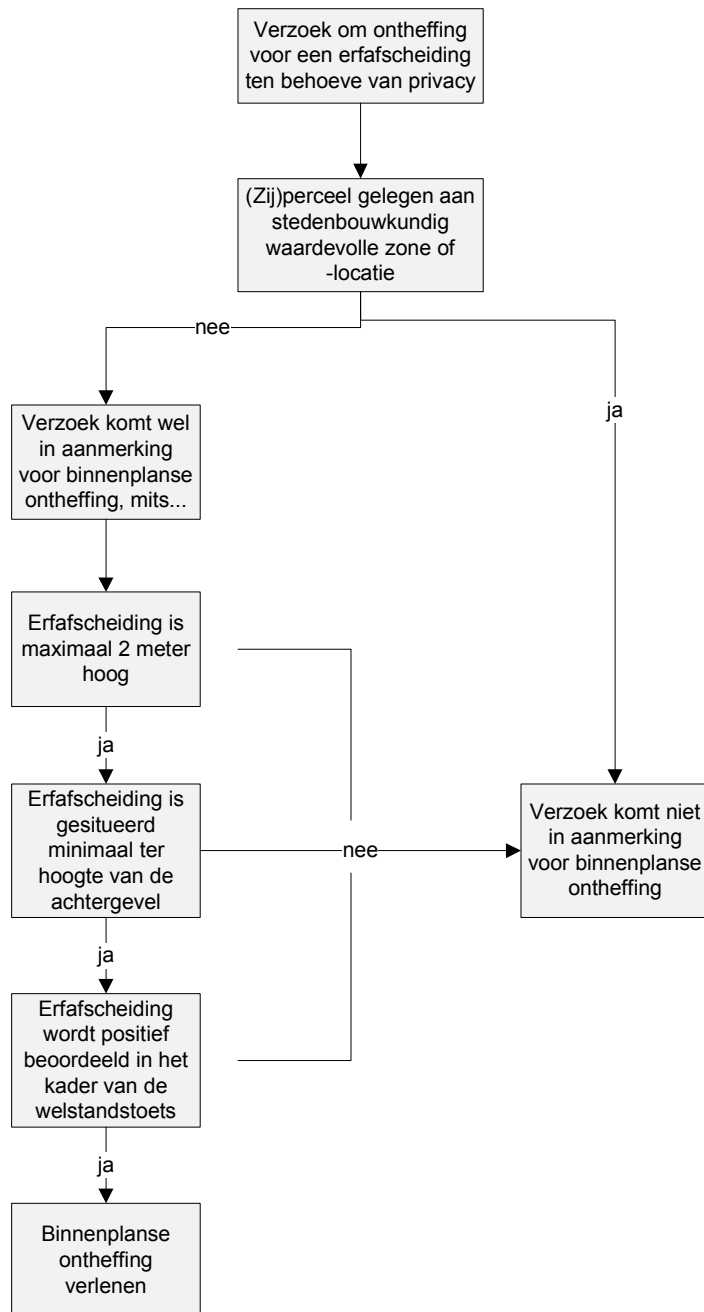 Verzoek om ontheffing
voor een erfafscheiding
ten behoeve van privacy
(Zij)perceel gelegen aan
stedenbouwkundig
waardevolle zone of
-locatie
nee
ja
Verzoek komt wel
in aanmerking
voor binnenplanse
ontheffing, mits...
Erfafscheiding is
maximaal 2 meter
hoog
ja
Erfafscheiding is
gesitueerd
minimaal ter
hoogte van de
achtergevel
nee
Verzoek komt niet
in aanmerking
voor binnenplanse
ontheffing
ja
Erfafscheiding
wordt positief
beoordeeld in het
kader van de
welstandstoets
ja
Binnenplanse
ontheffing
verlenen